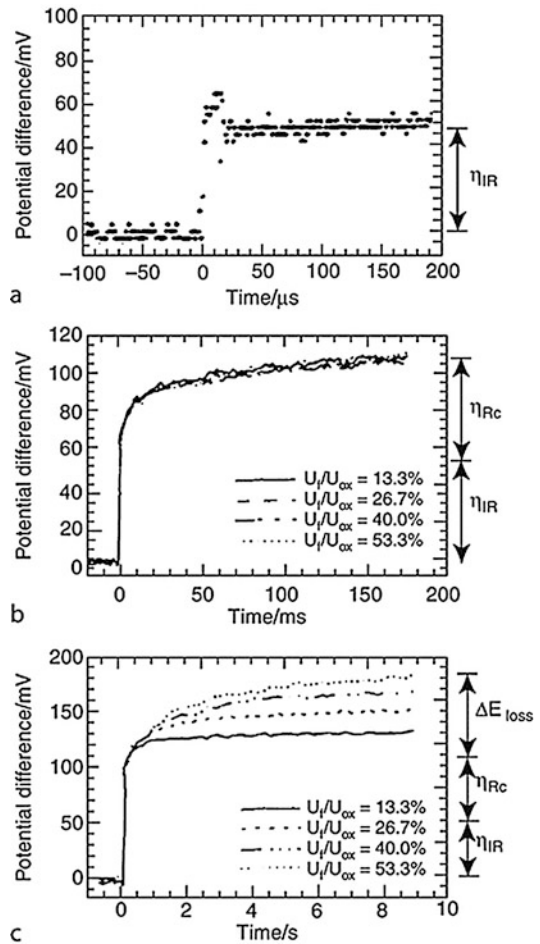 a
Potential difference/mV
100
80
60
40
20
0
−100 −50 0 50 100 150 200
Time/μs
ηIR
b
Potential difference/mV
120
100
80
60
40
20
0
Uf/Uox = 13.3%
Uf/Uox = 26.7%
Uf/Uox = 40.0%
Uf/Uox = 53.3%
0 50 100 150 200
Time/ms
ηRc
ηIR
c
Potential difference/mV
200
150
100
50
0
Uf/Uox = 13.3%
Uf/Uox = 26.7%
Uf/Uox = 40.0%
Uf/Uox = 53.3%
0 2 4 6 8 10
Time/s
ΔE loss
ηRc
ηIR